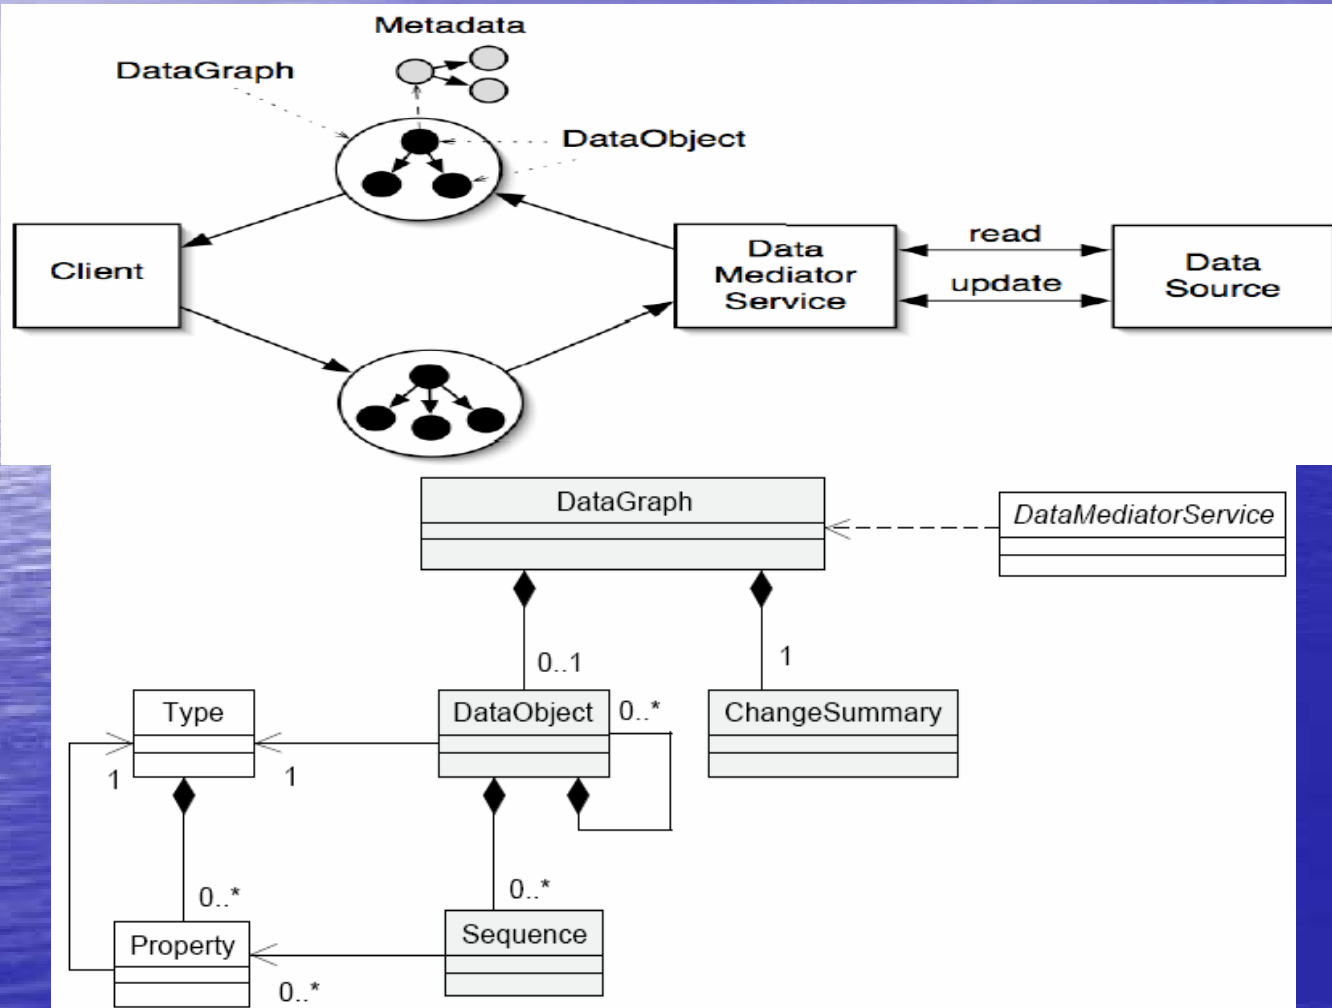 Metadata
DataGraph
DataObject
Client
Data
Mediator
Service
read
update
Data
Source
DataGraph
DataMediatorService
0..1
1
Type
DataObject
0..*
ChangeSummary
1
1
0..*
0..*
Property
Sequence
0..*